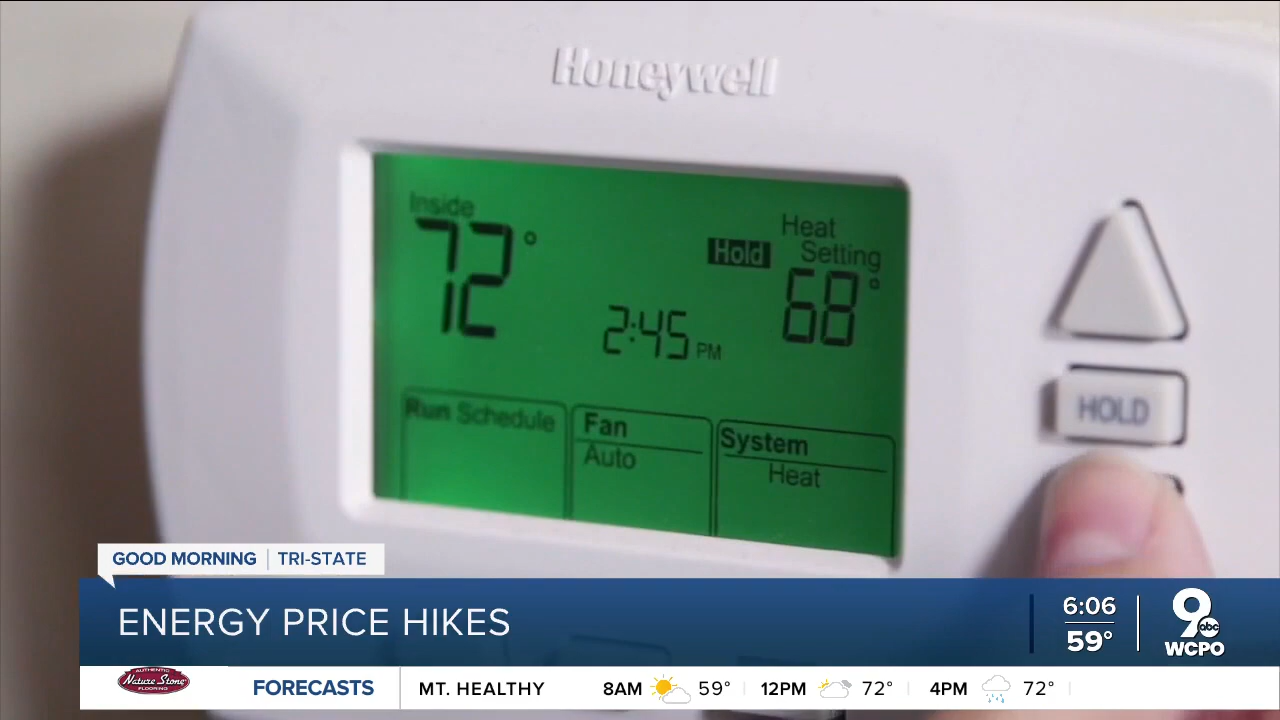 Honeywell
Inside
72°
Hold
Heat
Setting
68°
2:45 PM
Run Schedule
Fan
Auto
System
Heat
HOLD
GOOD MORNING | TRI-STATE
ENERGY PRICE HIKES
6:06
59°
9
abc
WCPO
AUTHENTIC
Nature Stone
FLOORING
FORECASTS
MT. HEALTHY 8AM 59° 12PM 72° 4PM 72°